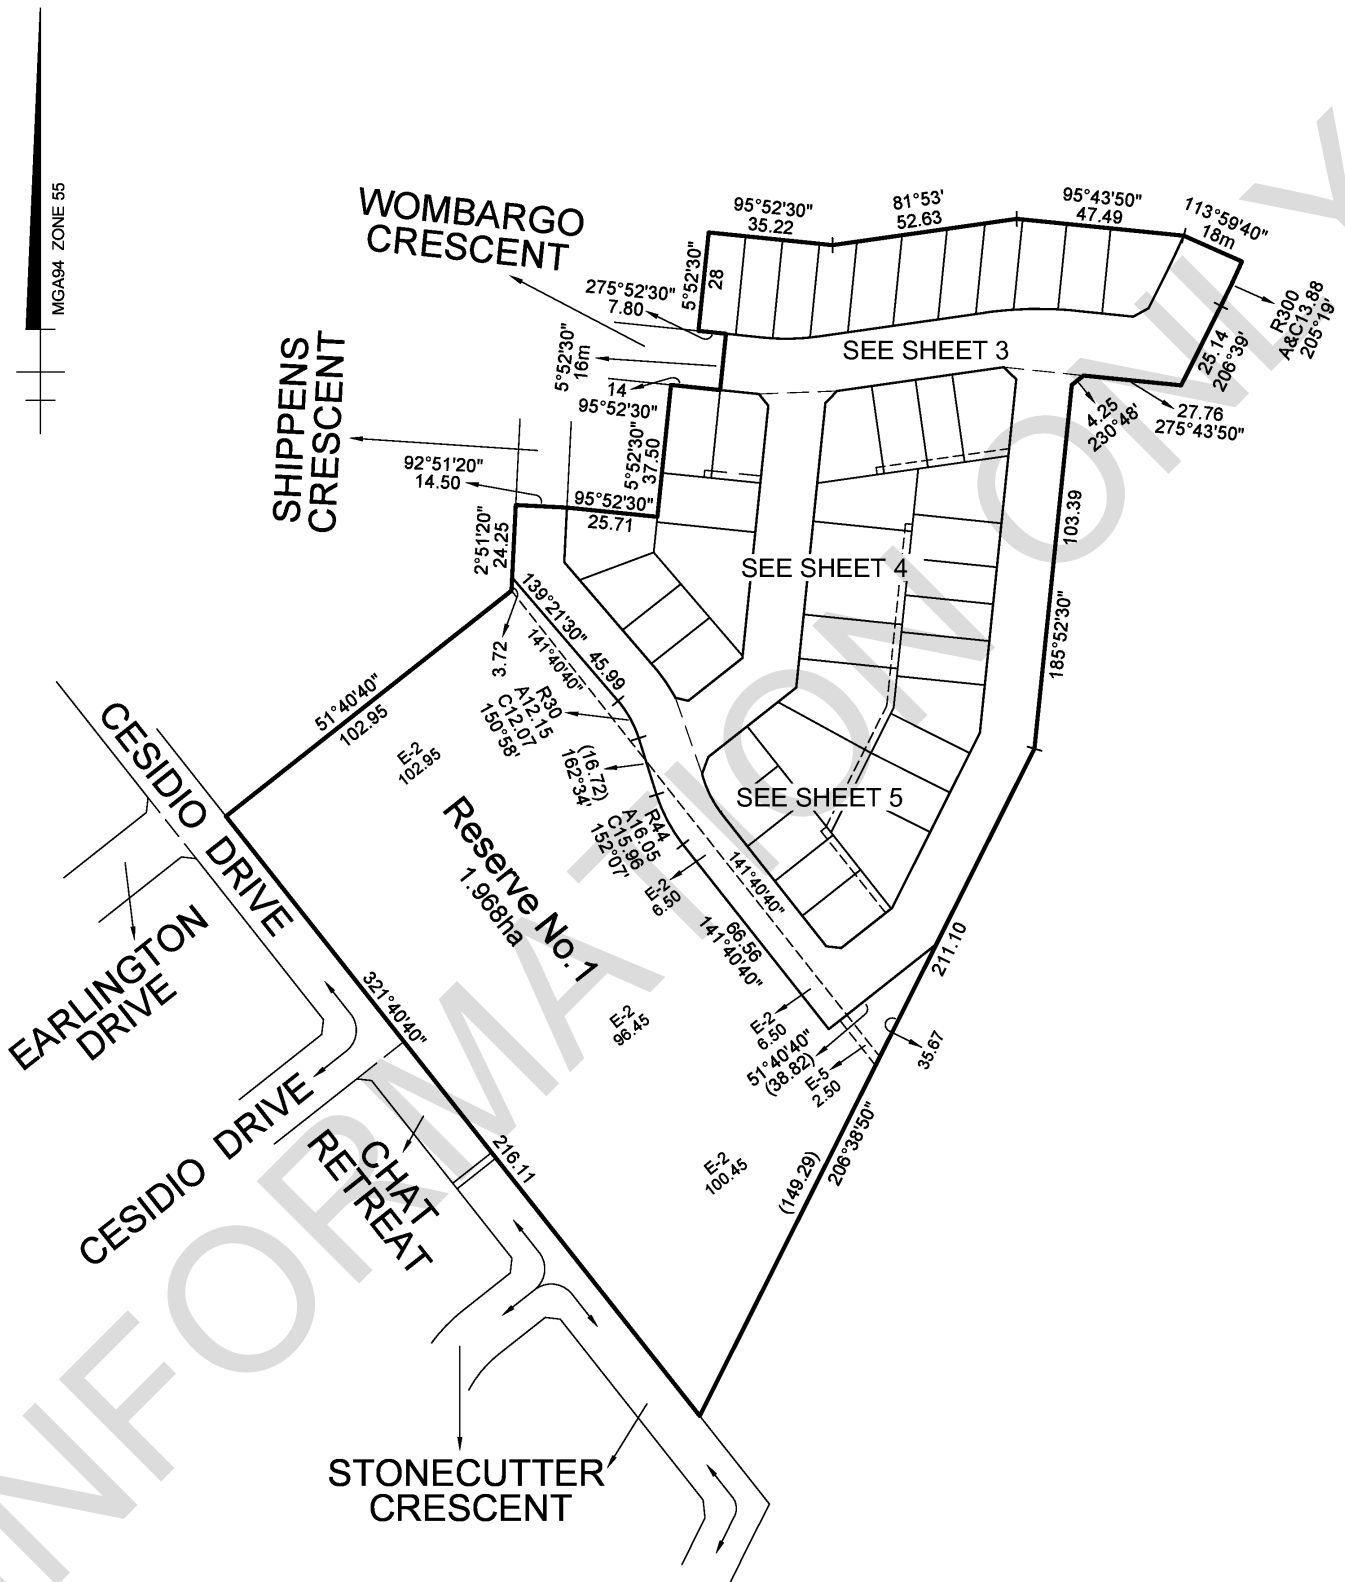 MGA94 ZONE 55
WOMBARGO
CRESCENT
95°52'30"
35.22
81°53'
52.63
95°43'50"
47.49
113°59'40"
18m
R300
A&C13.88
205°19'
25.14
206°39'
5°52'30"
28
275°52'30"
7.80
5°52'30"
16m
14
95°52'30"
SEE SHEET 3
4.25
230°48'
27.76
275°43'50"
SHIPPENS
CRESCENT
92°51'20"
14.50
5°52'30"
37.50
95°52'30"
25.71
2°51'20"
24.25
103.39
185°52'30"
SEE SHEET 4
139°21'30"
45.99
141°40'40"
3.72
R30
A12.15
C12.07
150°58'
(16.72)
162°34'
R44
A16.05
C15.96
152°07'
51°40'40"
102.95
E-2
102.95
CESIDIO DRIVE
Reserve No.1
1.968ha
SEE SHEET 5
141°40'40"
E-2
6.50
66.56
141°40'40"
211.10
EARLINGTON
DRIVE
321°40'40"
E-2
96.45
E-2
6.50
51°40'40"
(38.82)
E-5
2.50
35.67
CESIDIO DRIVE
CHAT
RETREAT
216.11
E-2
100.45
(149.29)
206°38'50"
STONECUTTER
CRESCENT
INFORMATION ONLY